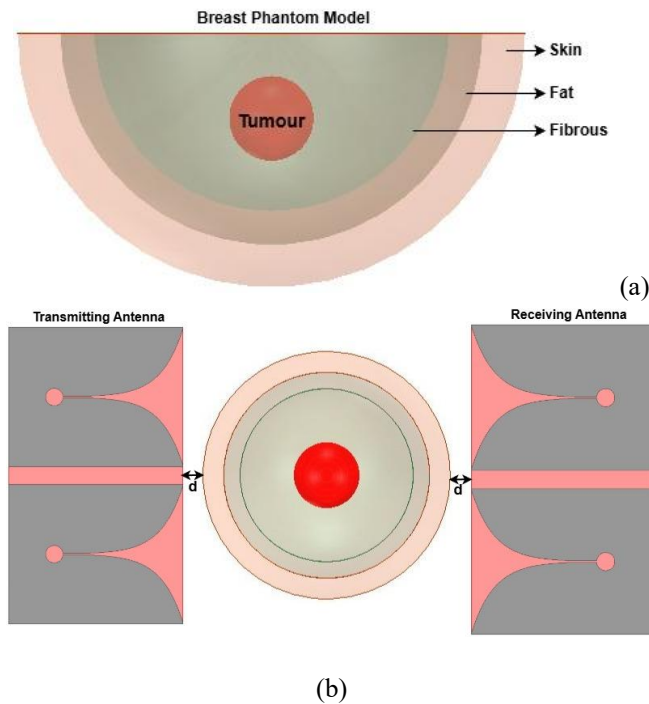 Breast Phantom Model
Skin
Fat
Tumour
Fibrous
(a)
Transmitting Antenna
Receiving Antenna
d
d
(b)